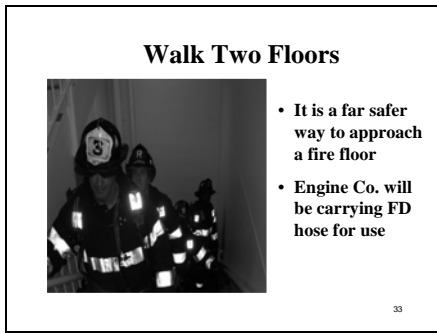 Walk Two Floors
• It is a far safer
way to approach
a fire floor
• Engine Co. will
be carrying FD
hose for use
3
33